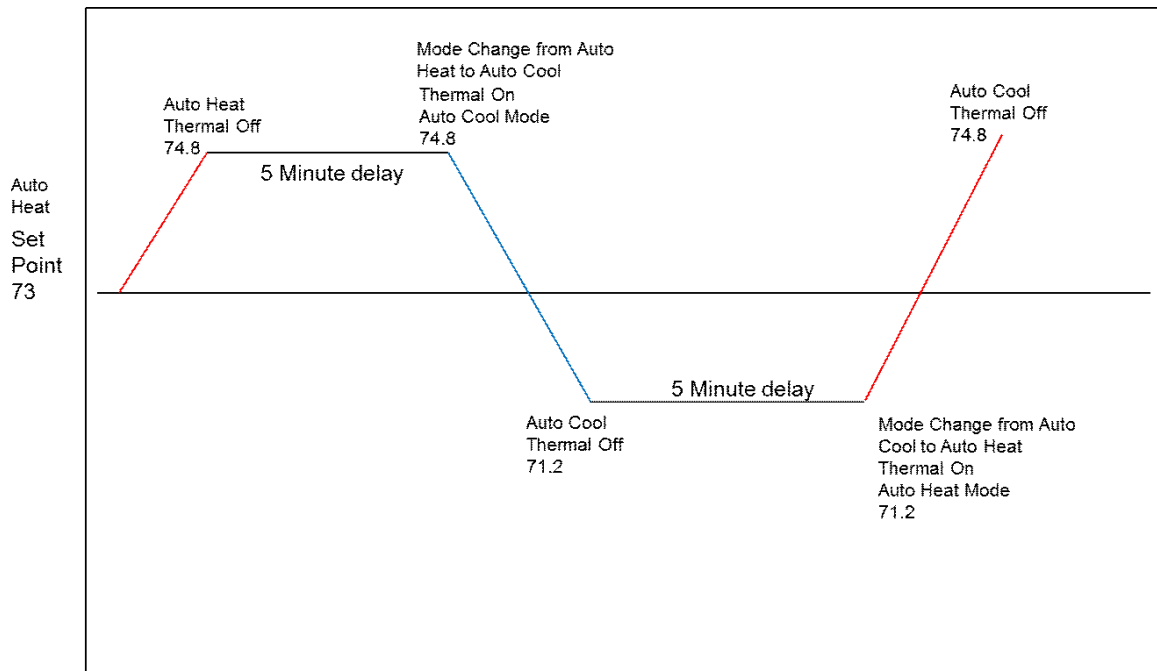 Mode Change from Auto
Heat to Auto Cool
Thermal On
Auto Cool Mode
74.8
Auto Heat
Thermal Off
74.8
Auto Cool
Thermal Off
74.8
5 Minute delay
Auto
Heat
Set
Point
73
5 Minute delay
Auto Cool
Thermal Off
71.2
Mode Change from Auto
Cool to Auto Heat
Thermal On
Auto Heat Mode
71.2